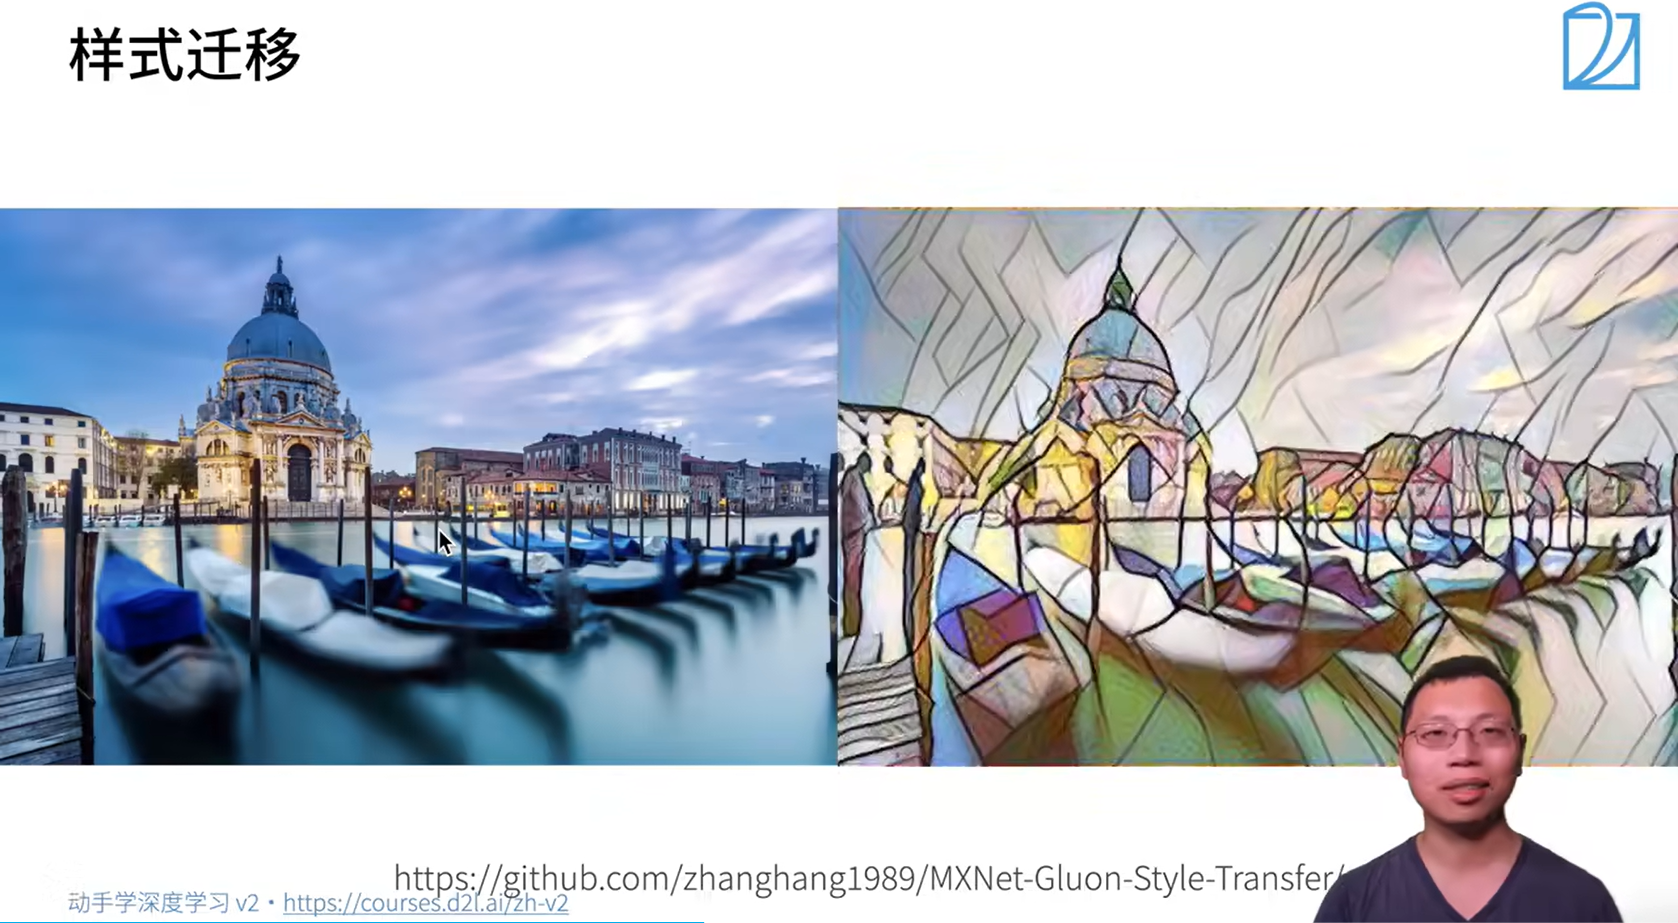 样式迁移
https://github.com/zhanghang1989/MXNet-Gluon-Style-Transfer/
动手学深度学习 v2 • https://courses.d2l.ai/zh-v2